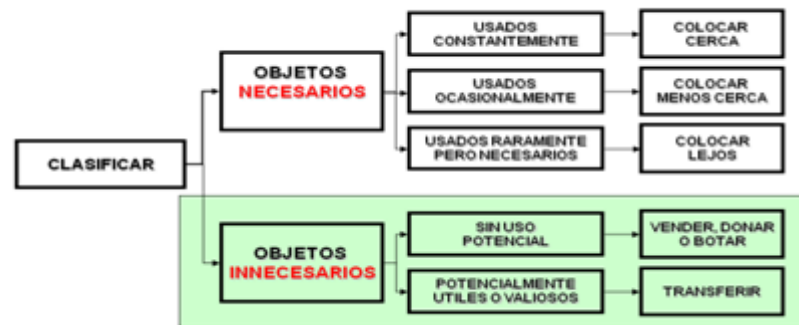 CLASIFICAR
OBJETOS
NECESARIOS
USADOS
CONSTANTEMENTE
COLOCAR
CERCA
USADOS
OCASIONALMENTE
COLOCAR
MENOS CERCA
USADOS RARAMENTE
PERO NECESARIOS
COLOCAR
LEJOS
OBJETOS
INNECESARIOS
SIN USO
POTENCIAL
VENDER, DONAR
O BOTAR
POTENCIALMENTE
UTILES O VALIOSOS
TRANSFERIR